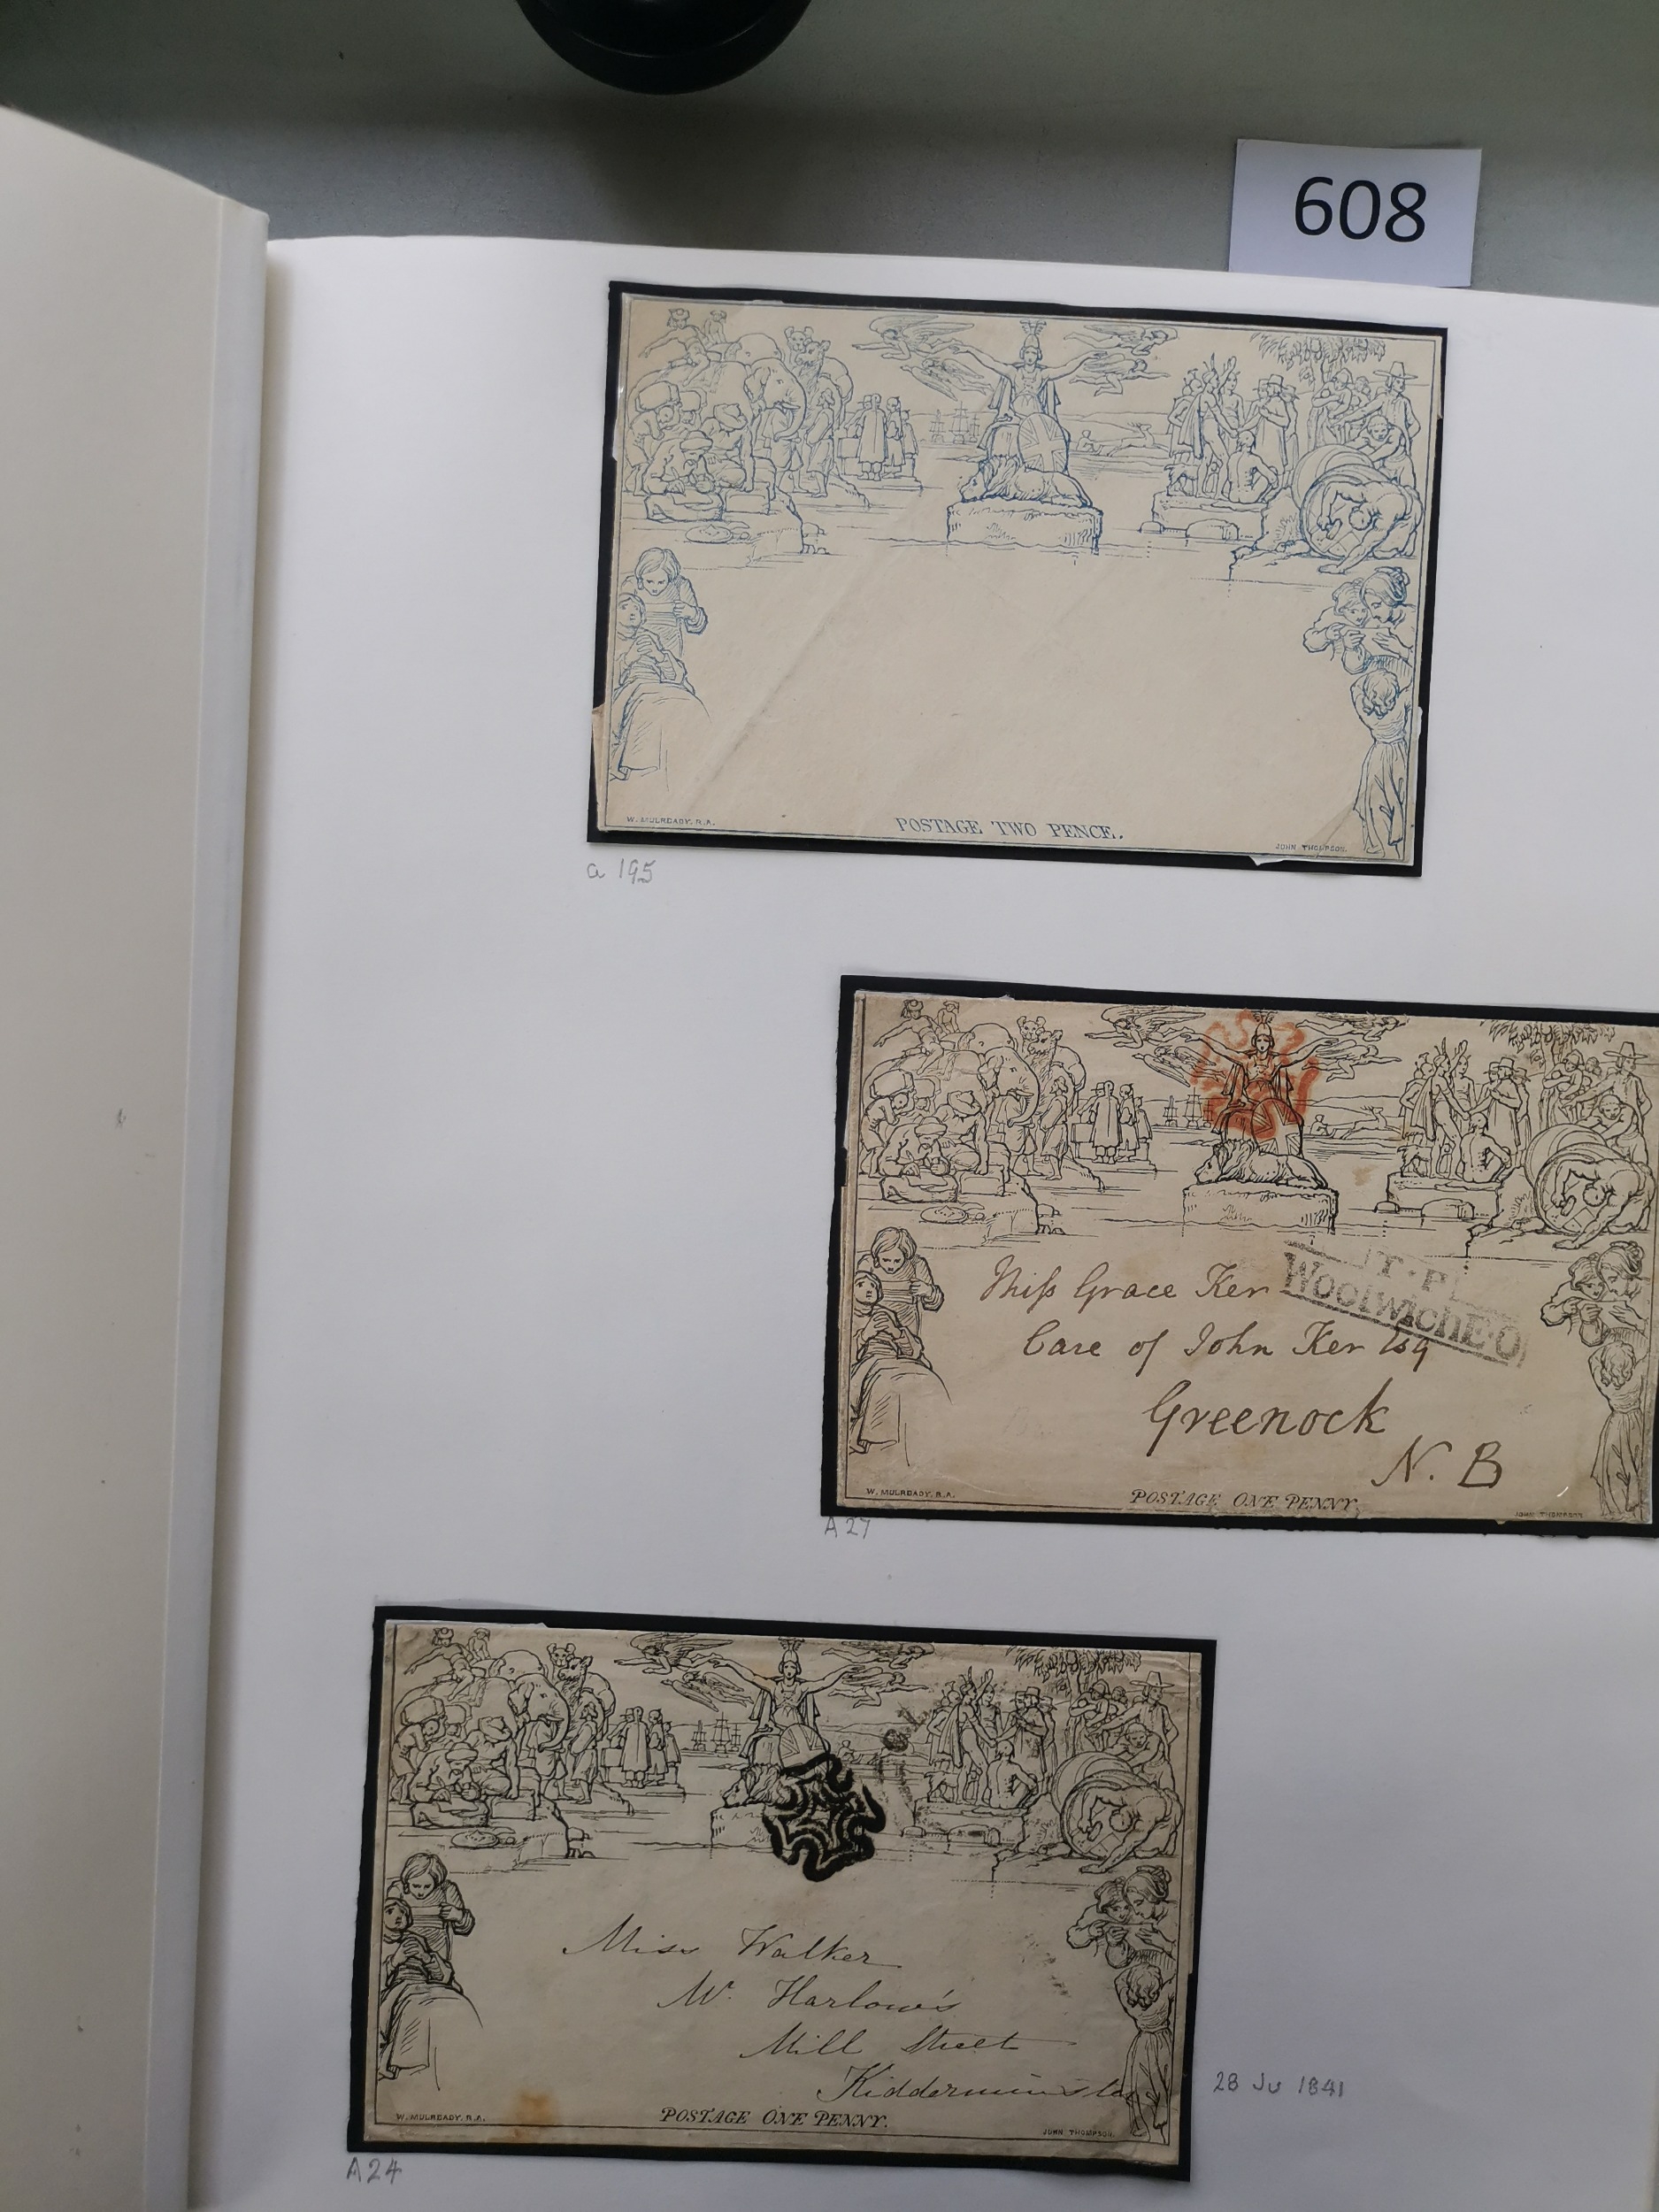 608
W. MULREADY. R.A.
POSTAGE TWO PENCE.
JOHN THOMPSON.
a 195
T. P
Woolwich E.O
Miss Grace Ker
Care of John Ker Esq
Greenock
N. B
W. MULREADY. R.A.
POSTAGE ONE PENNY.
JOHN THOMPSON
A 27
Miss Walker
Mr. Harlow's
Mill Street
Kidderminster
W. MULREADY. R.A.
POSTAGE ONE PENNY.
JOHN THOMPSON.
28 Ju 1841
A24